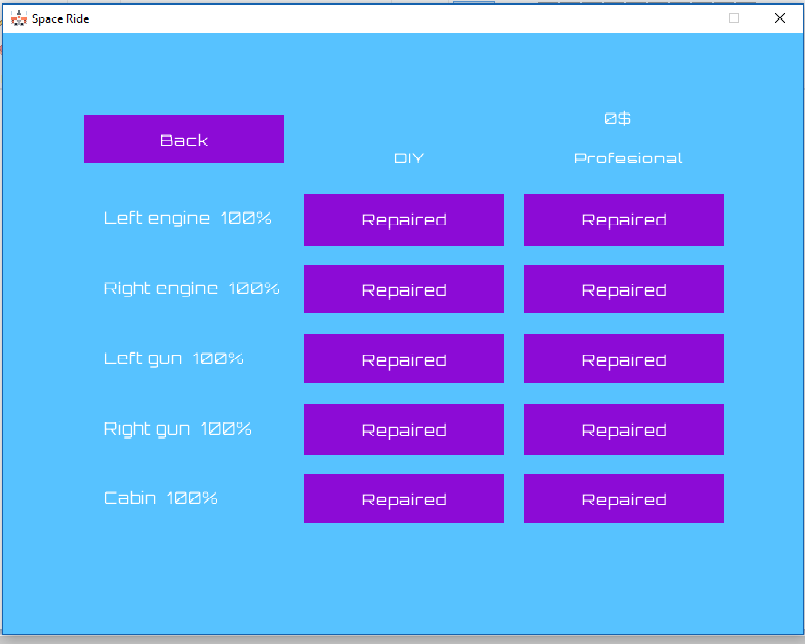 Space Ride
0$
Back
DIY Profesional
Left engine 100% Repaired Repaired
Right engine 100% Repaired Repaired
Left gun 100% Repaired Repaired
Right gun 100% Repaired Repaired
Cabin 100% Repaired Repaired